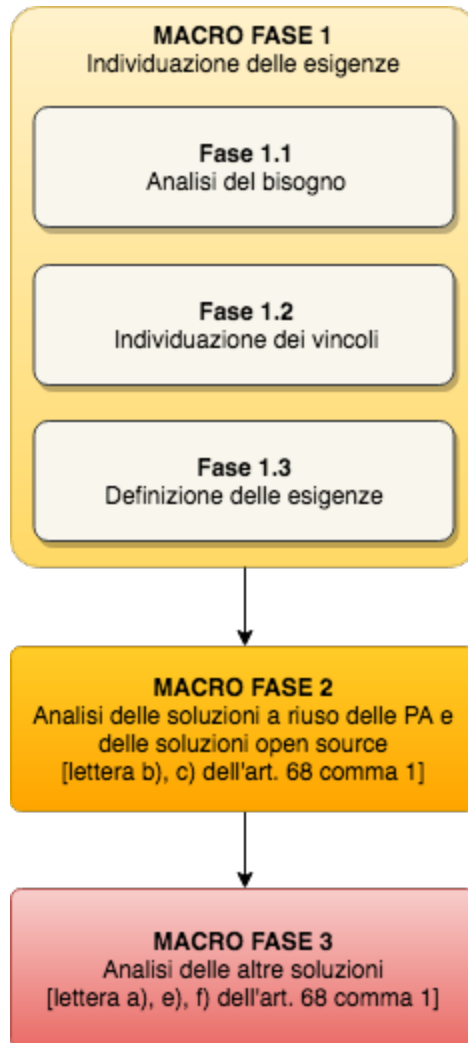 MACRO FASE 1
Individuazione delle esigenze
Fase 1.1
Analisi del bisogno
Fase 1.2
Individuazione dei vincoli
Fase 1.3
Definizione delle esigenze
MACRO FASE 2
Analisi delle soluzioni a riuso delle PA e
delle soluzioni open source
[lettera b), c) dell'art. 68 comma 1]
MACRO FASE 3
Analisi delle altre soluzioni
[lettera a), e), f) dell'art. 68 comma 1]